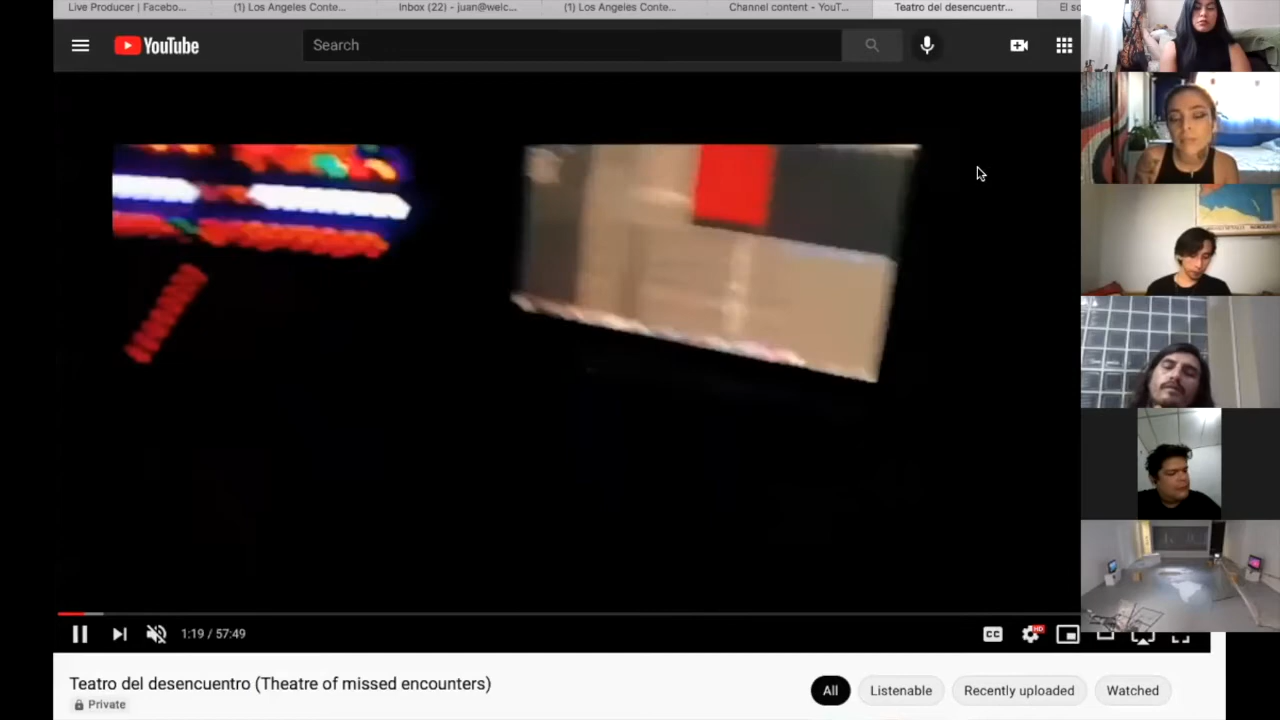 Live Producer | Facebo...
(1) Los Angeles Conte...
Inbox (22) - juan@welc...
(1) Los Angeles Conte...
Channel content - YouT...
Teatro del desencuentr...
El so
YouTube
Search
1:19 / 57:49
CC
HD
Teatro del desencuentro (Theatre of missed encounters)
Private
All
Listenable
Recently uploaded
Watched